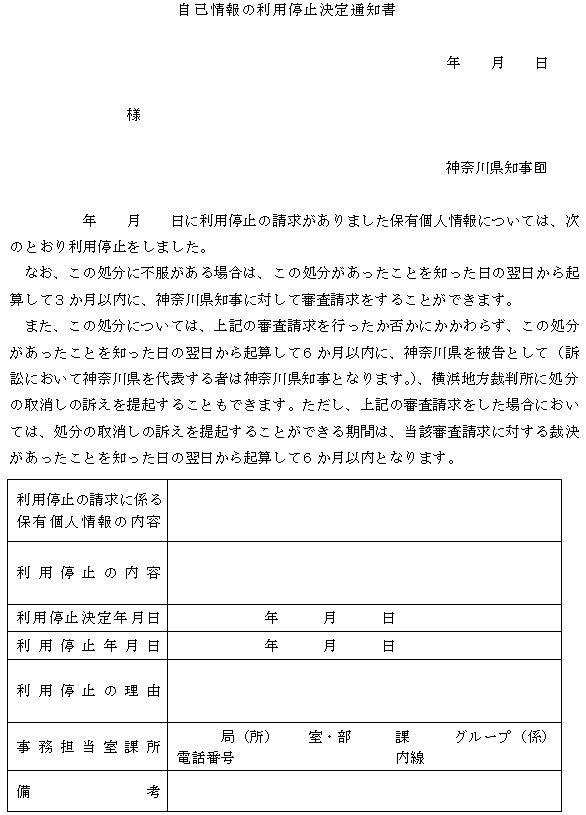 自己情報の利用停止決定通知書
年　月　日
様
神奈川県知事印
年　月　日に利用停止の請求がありました保有個人情報については、次
のとおり利用停止をしました。
なお、この処分に不服がある場合は、この処分があったことを知った日の翌日から起
算して3か月以内に、神奈川県知事に対して審査請求をすることができます。
また、この処分については、上記の審査請求を行ったか否かにかかわらず、この処分
があったことを知った日の翌日から起算して6か月以内に、神奈川県を被告として（訴
訟において神奈川県を代表する者は神奈川県知事となります。）、横浜地方裁判所に処分
の取消しの訴えを提起することもできます。ただし、上記の審査請求をした場合におい
ては、処分の取消しの訴えを提起することができる期間は、当該審査請求に対する裁決
があったことを知った日の翌日から起算して6か月以内となります。
利用停止の請求に係る
保有個人情報の内容
利用停止の内容
利用停止決定年月日　年　月　日
利用停止年月日　年　月　日
利用停止の理由
事務担当室課所　局（所）　室・部　課　グループ（係）
電話番号　内線
備考